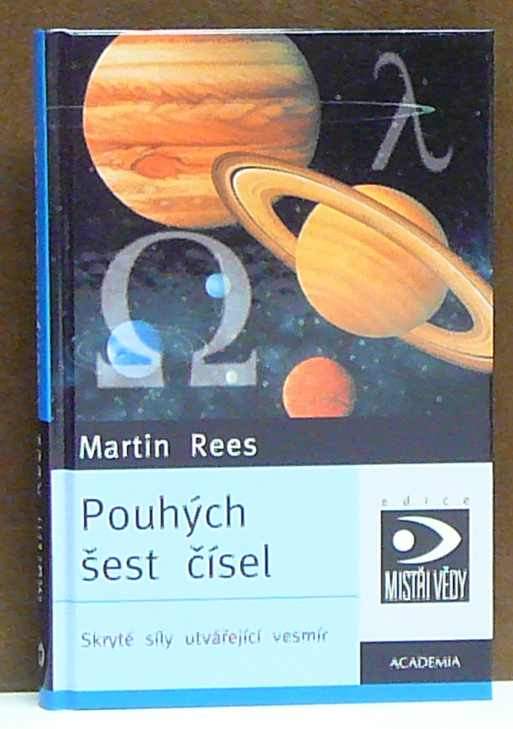 λ
Ω
Martin Rees
Pouhých
šest čísel
Skryté síly utvářející vesmír
edice
MISTŘI VĚDY
ACADEMIA